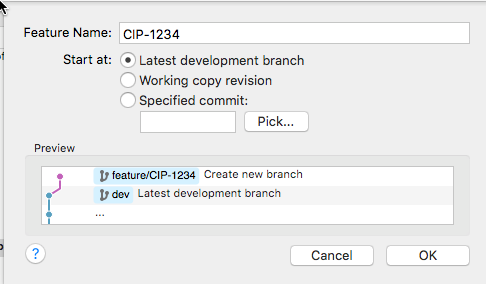 Feature Name: CIP-1234
Start at: Latest development branch
Working copy revision
Specified commit:
Pick...
Preview
feature/CIP-1234 Create new branch
dev Latest development branch
...
? Cancel OK